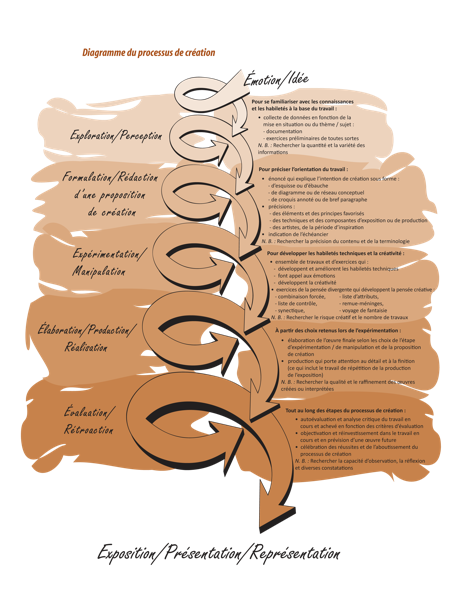 Diagramme du processus de création
Émotion/Idée
Pour se familiariser avec les connaissances
et les habiletés à la base du travail :
• collecte de données en fonction de la
mise en situation ou du thème / sujet :
- documentation
- exercices préliminaires de toutes sortes
N. B. : Rechercher la quantité et la variété des
informations
Exploration/Perception
Pour préciser l'orientation du travail :
• énoncé qui explique l'intention de création sous forme :
- d'esquisse ou d'ébauche
- de diagramme ou de réseau conceptuel
- de croquis annoté ou de bref paragraphe
• précisions :
- des éléments et des principes favorisés
- des techniques et des composantes d'exposition ou de production
- des artistes, de la période d'inspiration
• indication de l'échéancier
N. B. : Rechercher la précision du contenu et de la terminologie
Formulation/Rédaction
d'une proposition
de création
Pour développer les habiletés techniques et la créativité :
• ensemble de travaux et d'exercices qui :
- développent et améliorent les habiletés techniques
- font appel aux émotions
- développent la créativité
• exercices de la pensée divergente qui développent la pensée créative :
- combinaison forcée, - liste d'attributs,
- liste de contrôle, - remue-méninges,
- synectique, - voyage de fantaisie
N. B. : Rechercher le risque créatif et le nombre de travaux
Expérimentation/
Manipulation
À partir des choix retenus lors de l'expérimentation :
• élaboration de l'œuvre finale selon les choix de l'étape
d'expérimentation / de manipulation et de la proposition
de création
• production qui porte attention au détail et à la finition
(ce qui inclut le travail de répétition de la production
de l'exposition)
N. B. : Rechercher la qualité et le raffinement des œuvres
créées ou interprétées
Élaboration/Production/
Réalisation
Tout au long des étapes du processus de création :
• autoévaluation et analyse critique du travail en
cours et achevé en fonction des critères d'évaluation
• objectivation et réinvestissement dans le travail en
cours et en prévision d'une œuvre future
• célébration des réussites et de l'aboutissement du
processus de création
N. B. : Rechercher la capacité d'observation, la réflexion
et diverses constatations
Évaluation/
Rétroaction
Exposition/Présentation/Représentation